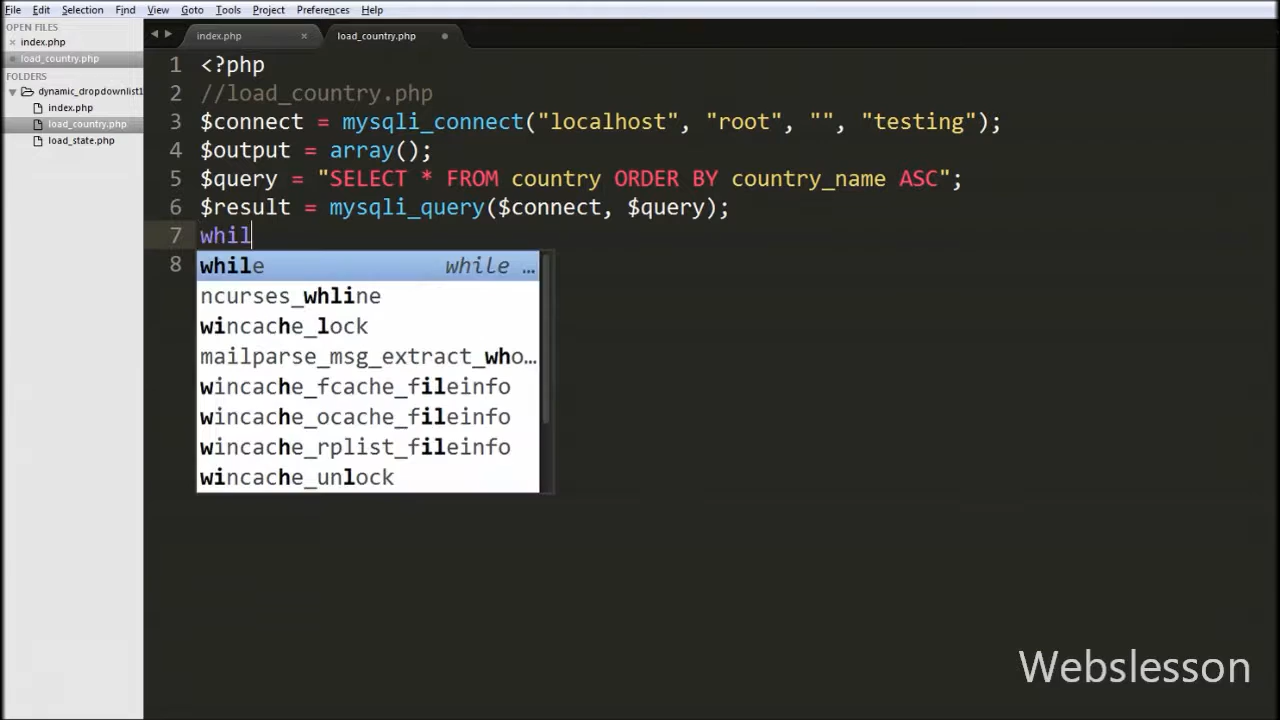 File Edit Selection Find View Goto Tools Project Preferences Help
OPEN FILES
index.php
load_country.php
FOLDERS
dynamic_dropdownlist1
index.php
load_country.php
load_state.php
index.php load_country.php
1 <?php
2 //load_country.php
3 $connect = mysqli_connect("localhost", "root", "", "testing");
4 $output = array();
5 $query = "SELECT * FROM country ORDER BY country_name ASC";
6 $result = mysqli_query($connect, $query);
7 whil
8
while while …
ncurses_whline
wincache_lock
mailparse_msg_extract_who…
wincache_fcache_fileinfo
wincache_ocache_fileinfo
wincache_rplist_fileinfo
wincache_unlock
Webslesson